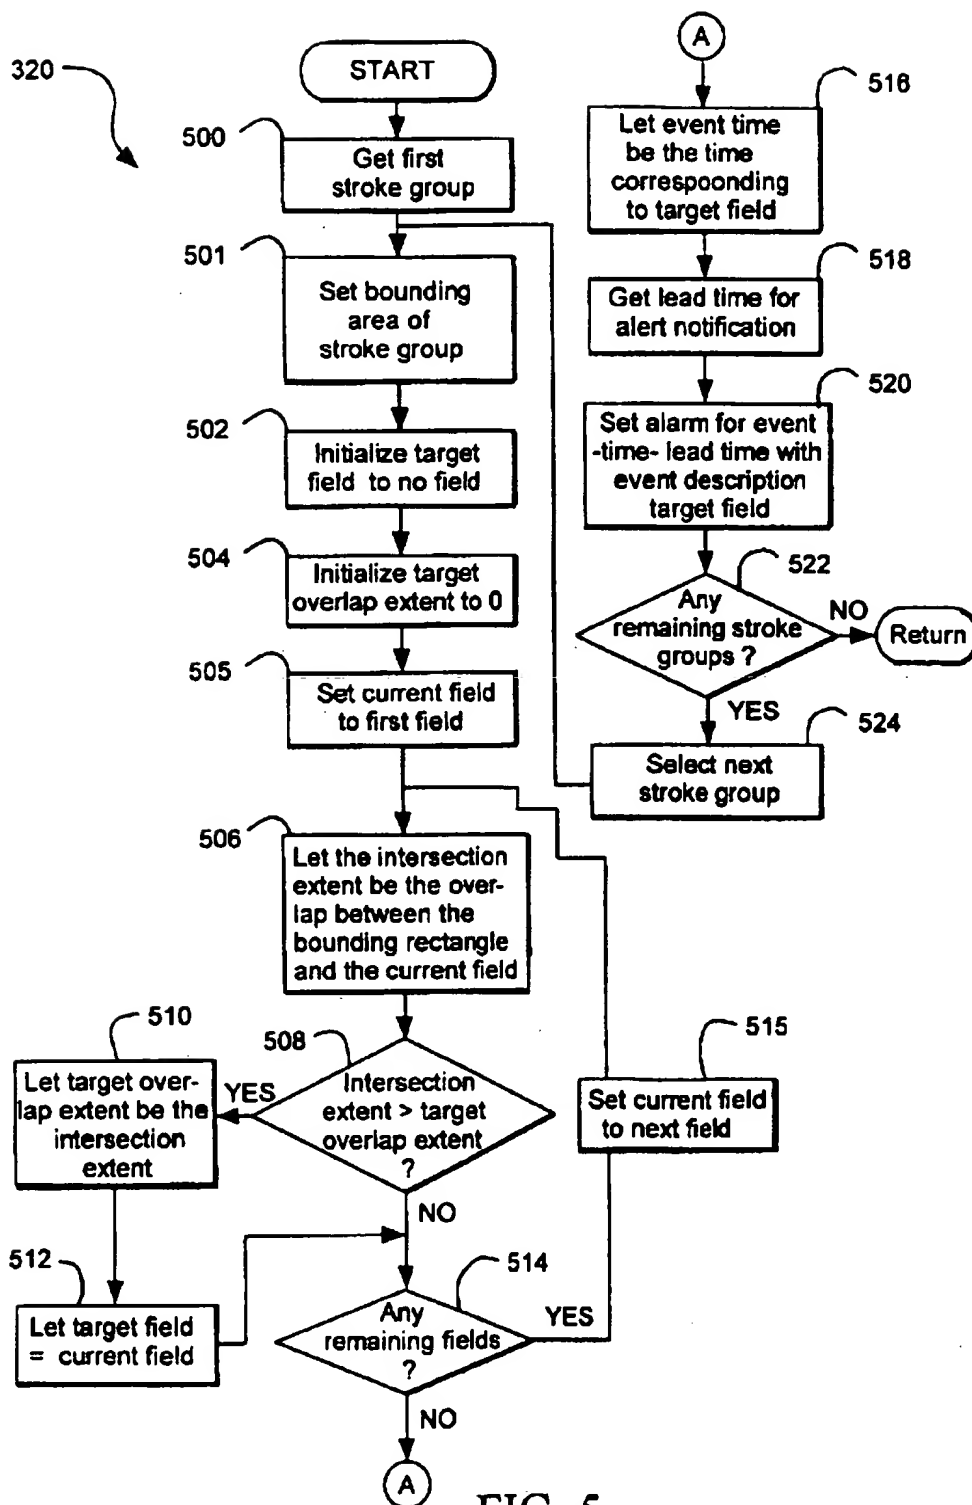 320
START
500
Get first
stroke group
501
Set bounding
area of
stroke group
502
Initialize target
field to no field
504
Initialize target
overlap extent to 0
505
Set current field
to first field
506
Let the intersection
extent be the over-
lap between the
bounding rectangle
and the current field
508
Intersection
extent > target
overlap extent
?
YES
NO
510
Let target over-
lap extent be the
intersection
extent
512
Let target field
= current field
514
Any
remaining fields
?
YES
NO
A
515
Set current field
to next field
A
516
Let event time
be the time
correspoonding
to target field
518
Get lead time for
alert notification
520
Set alarm for event
-time- lead time with
event description
target field
522
Any
remaining stroke
groups ?
NO
Return
YES
524
Select next
stroke group
FIG. 5